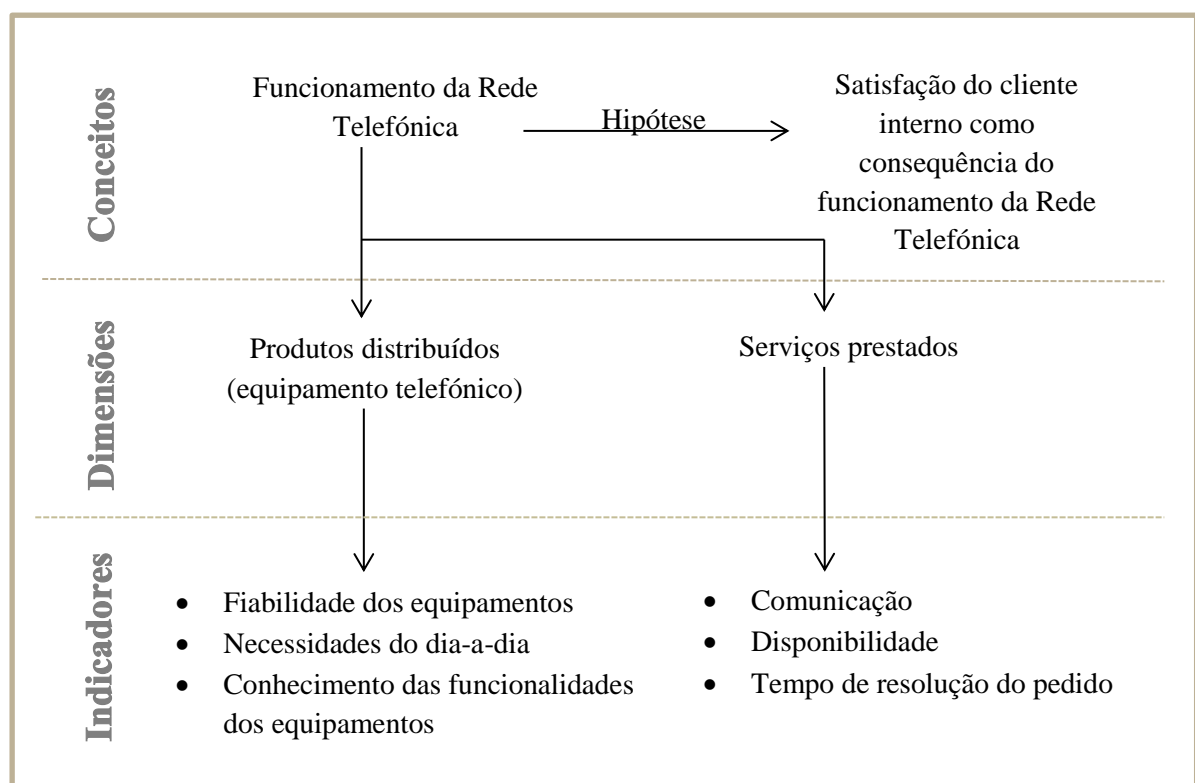 Conceitos
Funcionamento da Rede
Telefónica
Hipótese
Satisfação do cliente
interno como
consequência do
funcionamento da Rede
Telefónica
Dimensões
Produtos distribuídos
(equipamento telefónico)
Serviços prestados
Indicadores
• Fiabilidade dos equipamentos
• Necessidades do dia-a-dia
• Conhecimento das funcionalidades
dos equipamentos
• Comunicação
• Disponibilidade
• Tempo de resolução do pedido